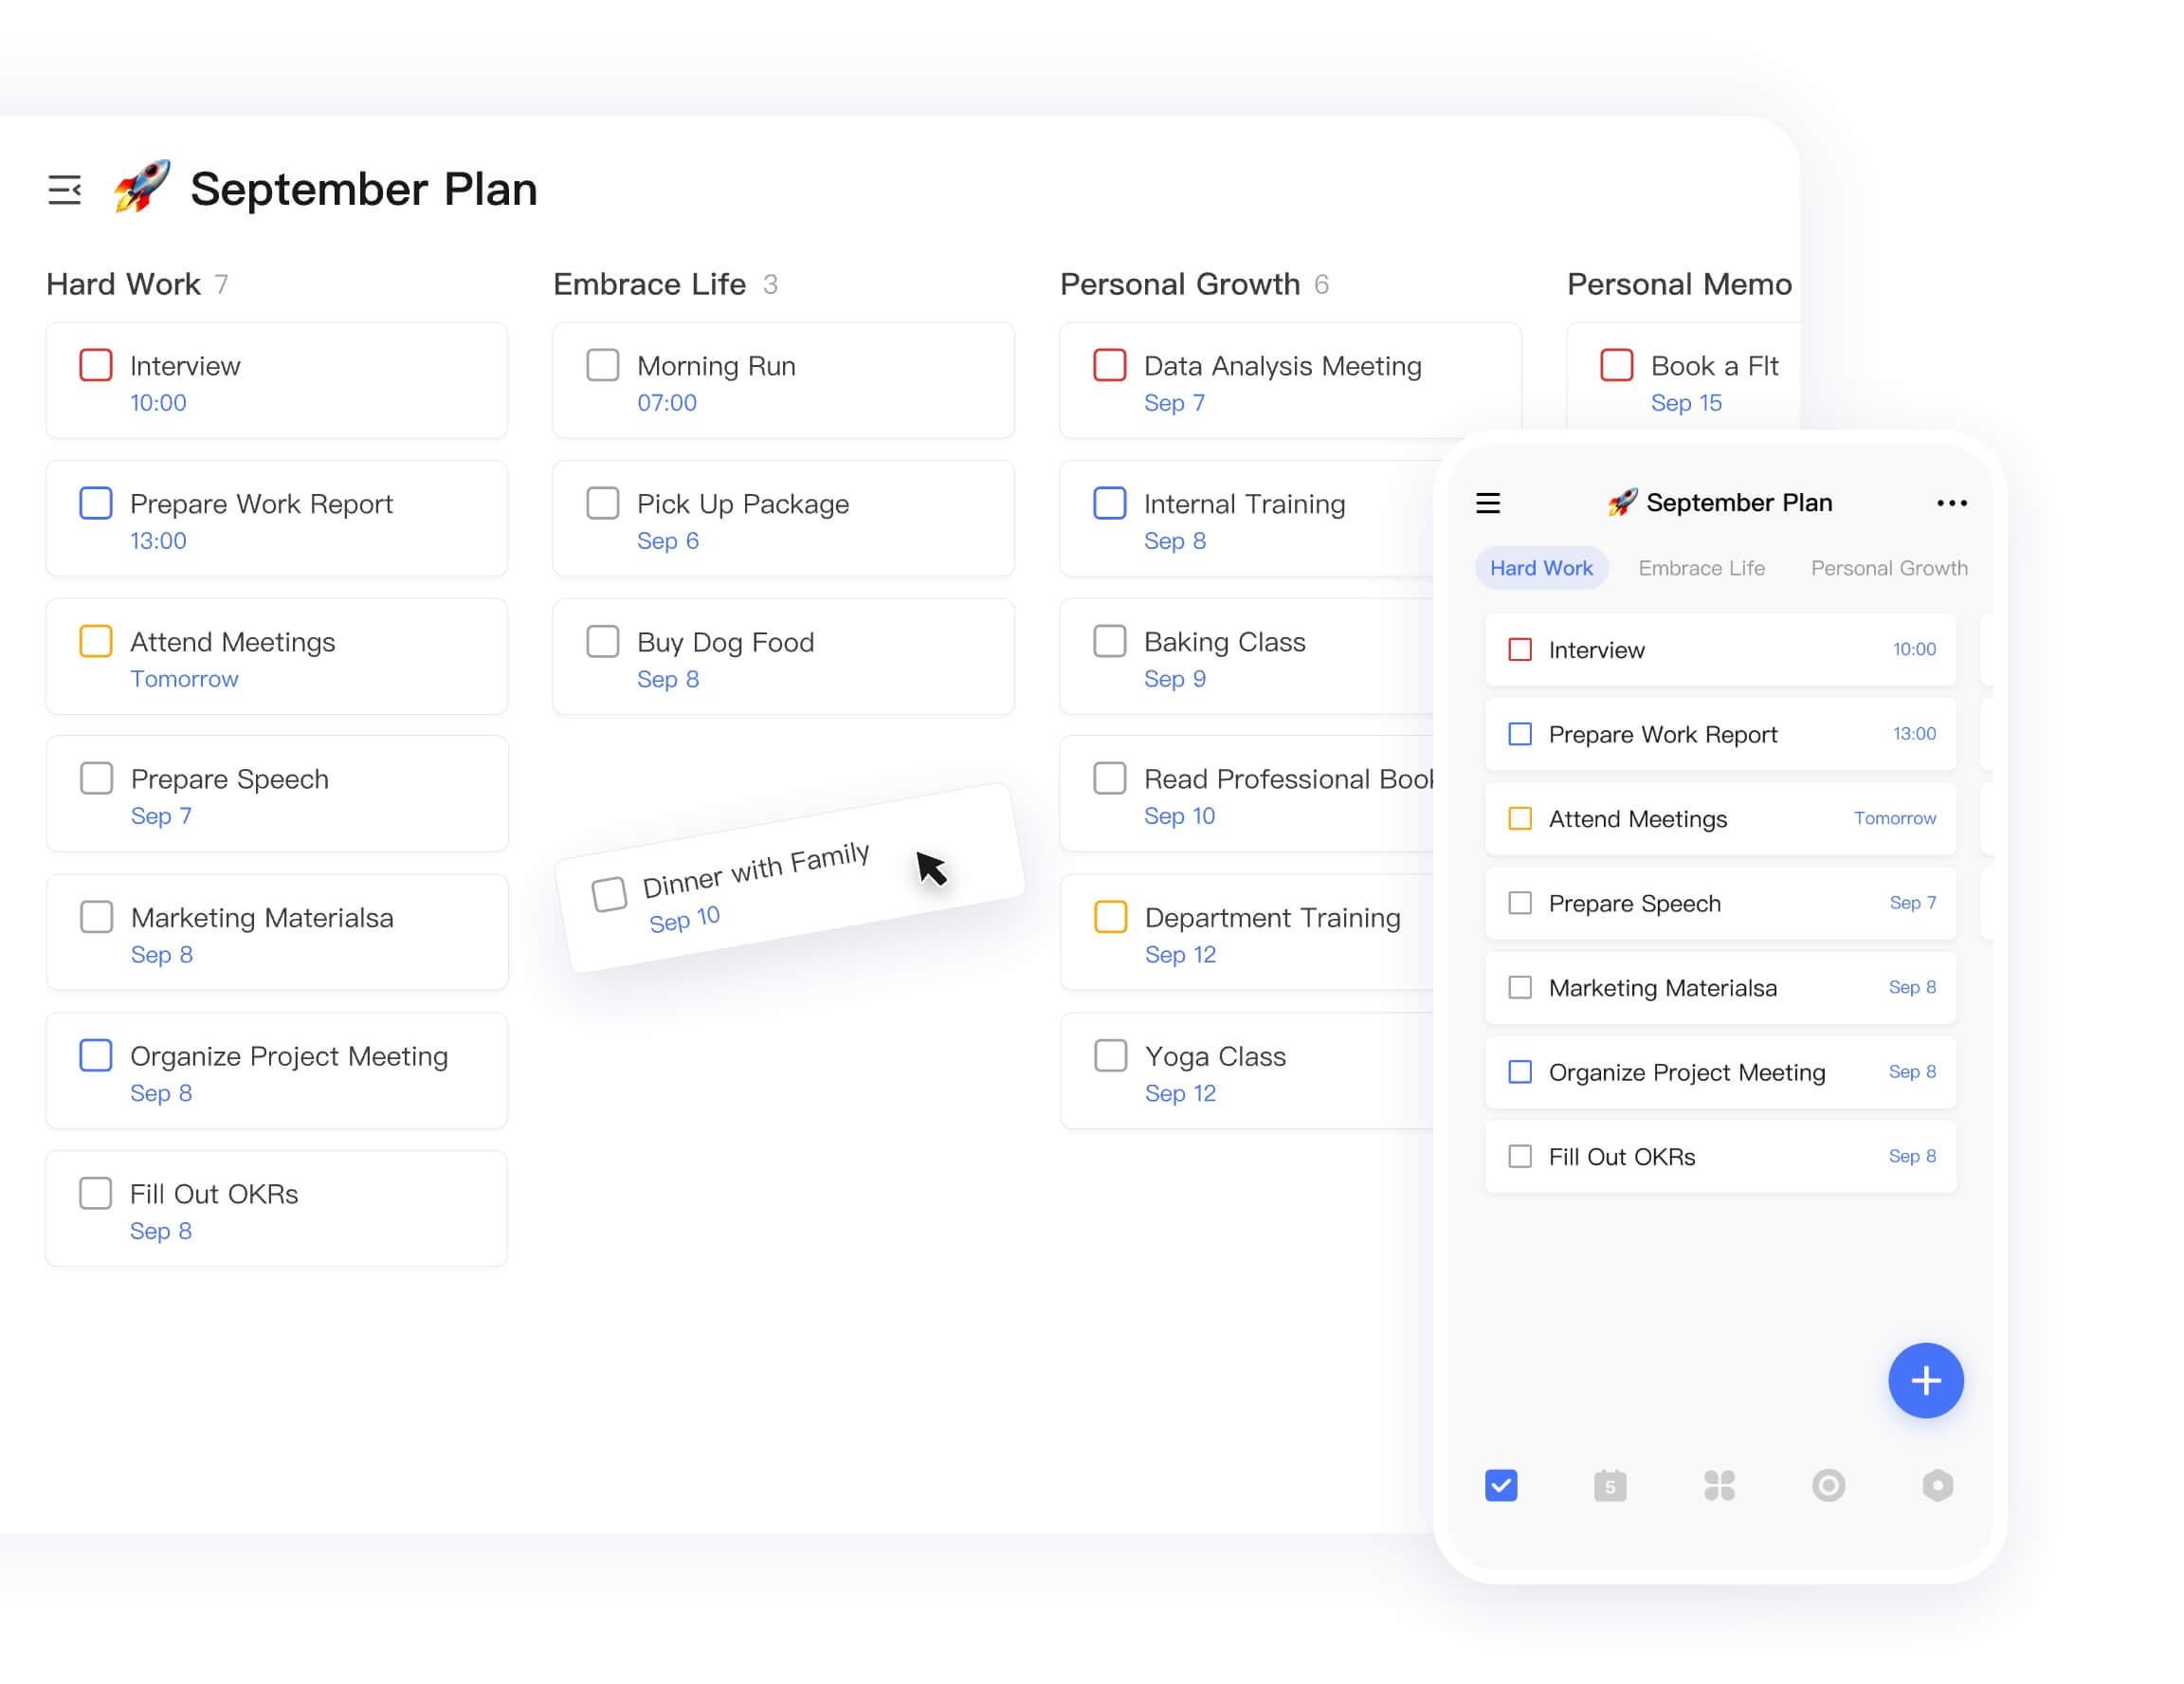 September Plan
Hard Work 7
Interview
10:00
Prepare Work Report
13:00
Attend Meetings
Tomorrow
Prepare Speech
Sep 7
Marketing Materialsa
Sep 8
Organize Project Meeting
Sep 8
Fill Out OKRs
Sep 8
Embrace Life 3
Morning Run
07:00
Pick Up Package
Sep 6
Buy Dog Food
Sep 8
Dinner with Family
Sep 10
Personal Growth 6
Data Analysis Meeting
Sep 7
Internal Training
Sep 8
Baking Class
Sep 9
Read Professional Book
Sep 10
Department Training
Sep 12
Yoga Class
Sep 12
Personal Memo
Book a Flt
Sep 15
September Plan
Hard Work Embrace Life Personal Growth
Interview 10:00
Prepare Work Report 13:00
Attend Meetings Tomorrow
Prepare Speech Sep 7
Marketing Materialsa Sep 8
Organize Project Meeting Sep 8
Fill Out OKRs Sep 8
5